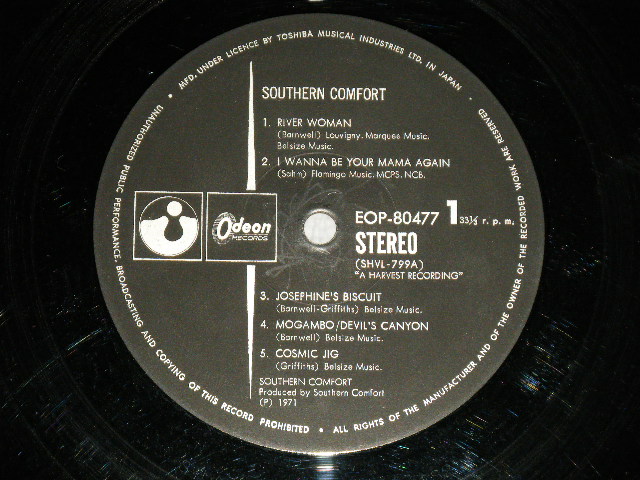 MFD. UNDER LICENCE BY TOSHIBA MUSICAL INDUSTRIES LTD. IN JAPAN
SOUTHERN COMFORT
1. RIVER WOMAN
(Barnwell) Louvigny. Marquee Music.
Belsize Music.
2. I WANNA BE YOUR MAMA AGAIN
(Sahm) Flamingo Music. MCPS. NCB.
Odeon
RECORDS
EOP-80477 1 33⅓ r. p. m.
STEREO
(SHVL-799A)
"A HARVEST RECORDING"
3. JOSEPHINE'S BISCUIT
(Barnwell-Griffiths) Belsize Music.
4. MOGAMBO/DEVIL'S CANYON
(Barnwell) Belsize Music.
5. COSMIC JIG
(Griffiths) Belsize Music.
SOUTHERN COMFORT
Produced by Southern Comfort
(P) 1971
• ALL RIGHTS OF THE MANUFACTURER AND OF THE OWNER OF THE RECORDED WORK ARE RESERVED •
UNAUTHORIZED PUBLIC PERFORMANCE, BROADCASTING AND COPYING OF THIS RECORD PROHIBITED